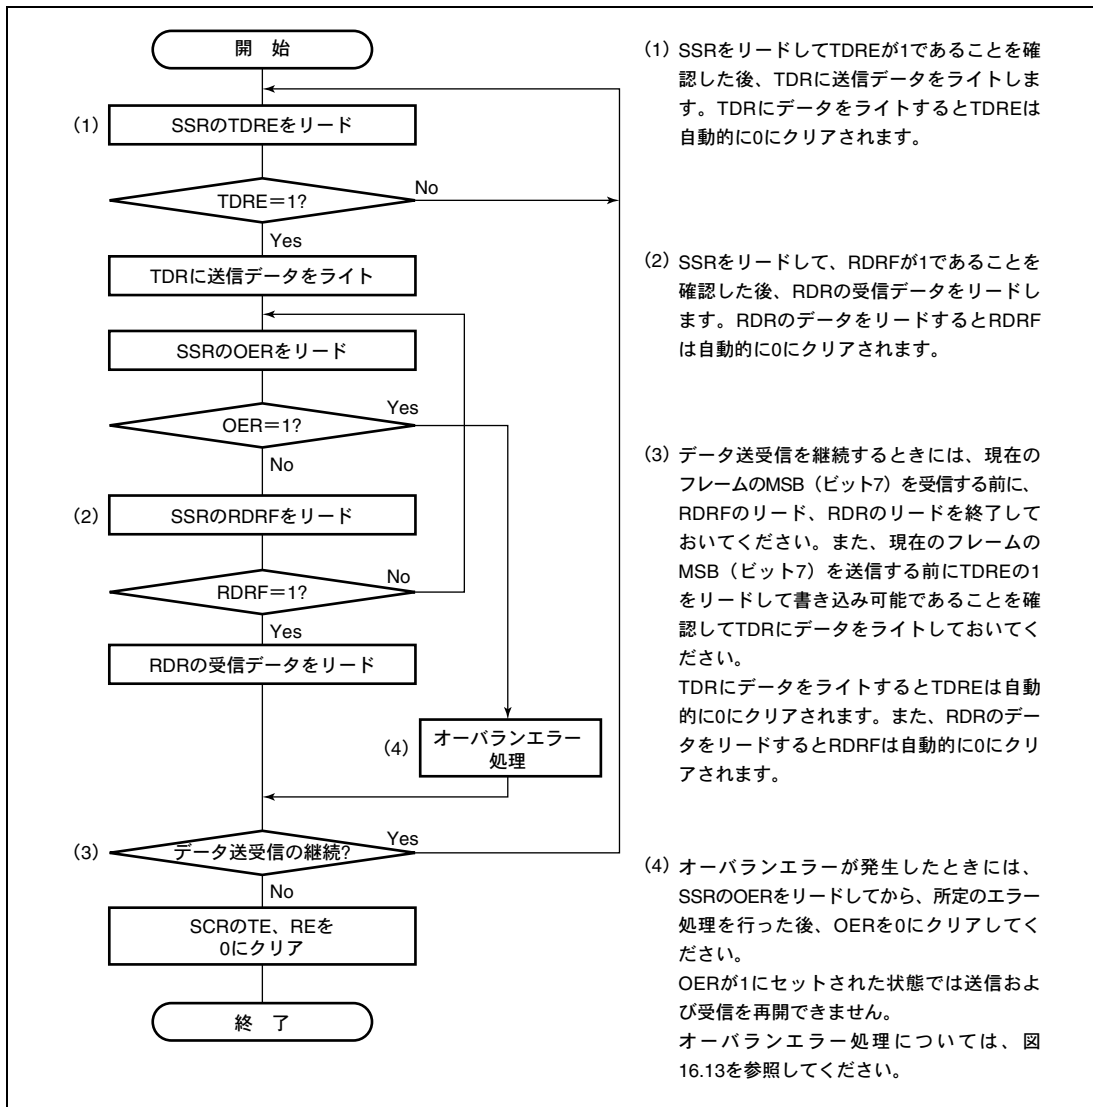 開　始
(1)
SSRのTDREをリード
TDRE＝1?
No
Yes
TDRに送信データをライト
SSRのOERをリード
OER＝1?
Yes
No
(2)
SSRのRDRFをリード
RDRF＝1?
No
Yes
RDRの受信データをリード
(4)
オーバランエラー
処理
(3)
データ送受信の継続?
Yes
No
SCRのTE、REを
0にクリア
終　了
(1) SSRをリードしてTDREが1であることを確
認した後、TDRに送信データをライトしま
す。TDRにデータをライトするとTDREは
自動的に0にクリアされます。
(2) SSRをリードして、RDRFが1であることを
確認した後、RDRの受信データをリードし
ます。RDRのデータをリードするとRDRF
は自動的に0にクリアされます。
(3) データ送受信を継続するときには、現在の
フレームのMSB（ビット7）を受信する前に、
RDRFのリード、RDRのリードを終了して
おいてください。また、現在のフレームの
MSB（ビット7）を送信する前にTDREの1
をリードして書き込み可能であることを確
認してTDRにデータをライトしておいてく
ださい。
TDRにデータをライトするとTDREは自動
的に0にクリアされます。また、RDRのデー
タをリードするとRDRFは自動的に0にクリ
アされます。
(4) オーバランエラーが発生したときには、
SSRのOERをリードしてから、所定のエラー
処理を行った後、OERを0にクリアしてく
ださい。
OERが1にセットされた状態では送信およ
び受信を再開できません。
オーバランエラー処理については、図
16.13を参照してください。